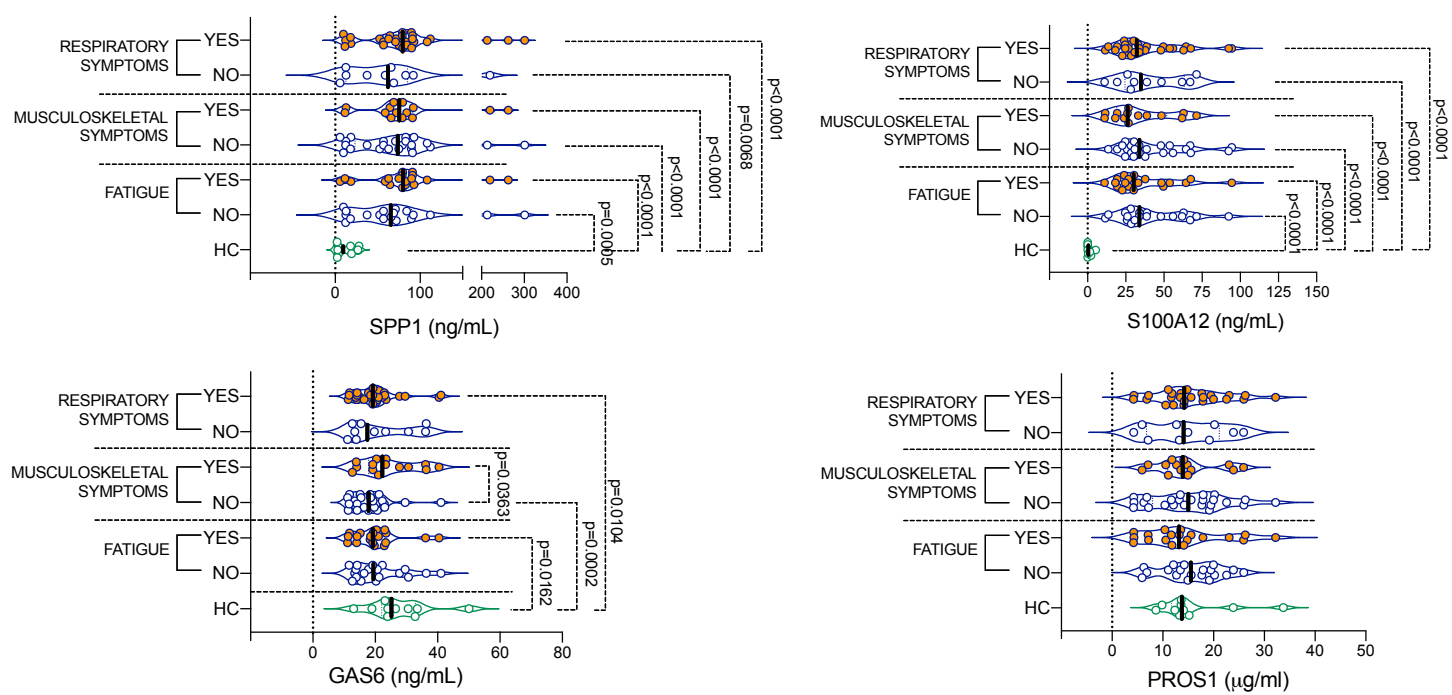 RESPIRATORY
SYMPTOMS
YES
NO
MUSCULOSKELETAL
SYMPTOMS
YES
NO
FATIGUE
YES
NO
HC
p=0.0005
p<0.0001
p<0.0001
p<0.0001
p=0.0068
p<0.0001
0 100 200 300 400
SPP1 (ng/mL)
RESPIRATORY
SYMPTOMS
YES
NO
MUSCULOSKELETAL
SYMPTOMS
YES
NO
FATIGUE
YES
NO
HC
p<0.0001
p<0.0001
p<0.0001
p<0.0001
p<0.0001
p<0.0001
0 25 50 75 100 125 150
S100A12 (ng/mL)
RESPIRATORY
SYMPTOMS
YES
NO
MUSCULOSKELETAL
SYMPTOMS
YES
NO
FATIGUE
YES
NO
HC
p=0.0363
p=0.0162
p=0.0002
p=0.0104
0 20 40 60 80
GAS6 (ng/mL)
RESPIRATORY
SYMPTOMS
YES
NO
MUSCULOSKELETAL
SYMPTOMS
YES
NO
FATIGUE
YES
NO
HC
0 10 20 30 40 50
PROS1 (μg/ml)